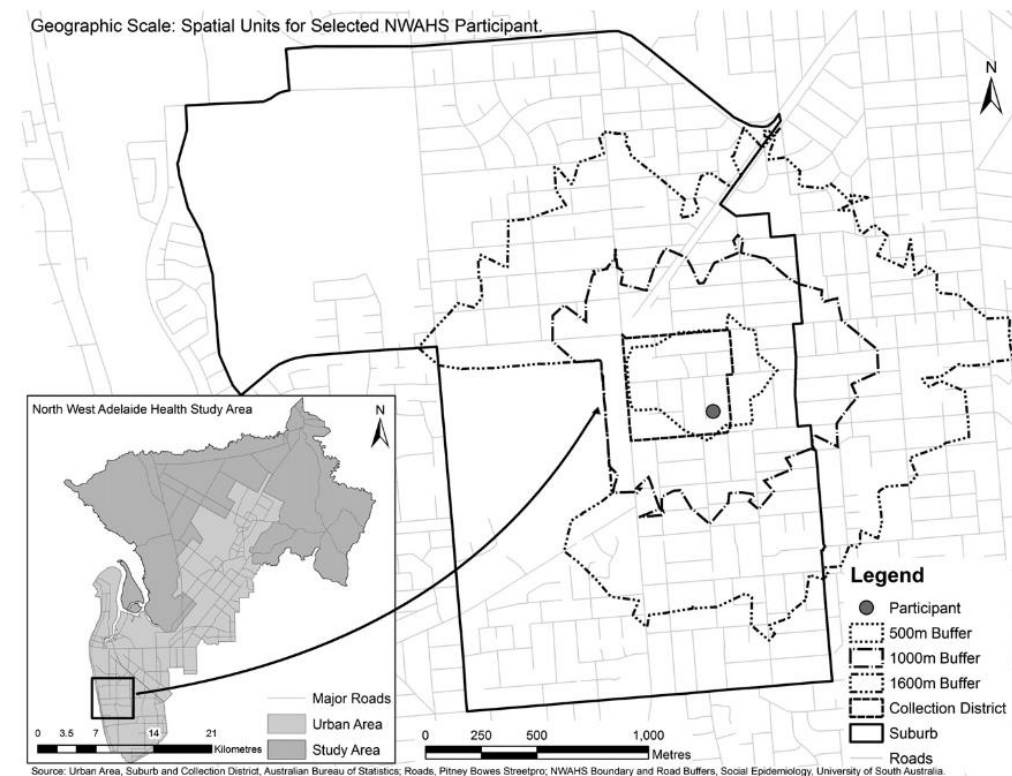 Geographic Scale: Spatial Units for Selected NWAHS Participant.
N
North West Adelaide Health Study Area
N
Major Roads
Urban Area
Study Area
0 3.5 7 14 21
Kilometres
0 250 500 1,000
Metres
Legend
Participant
500m Buffer
1000m Buffer
1600m Buffer
Collection District
Suburb
Roads
Source: Urban Area, Suburb and Collection District, Australian Bureau of Statistics; Roads, Pitney Bowes Streetpro; NWAHS Boundary and Road Buffers, Social Epidemiology, University of South Australia.